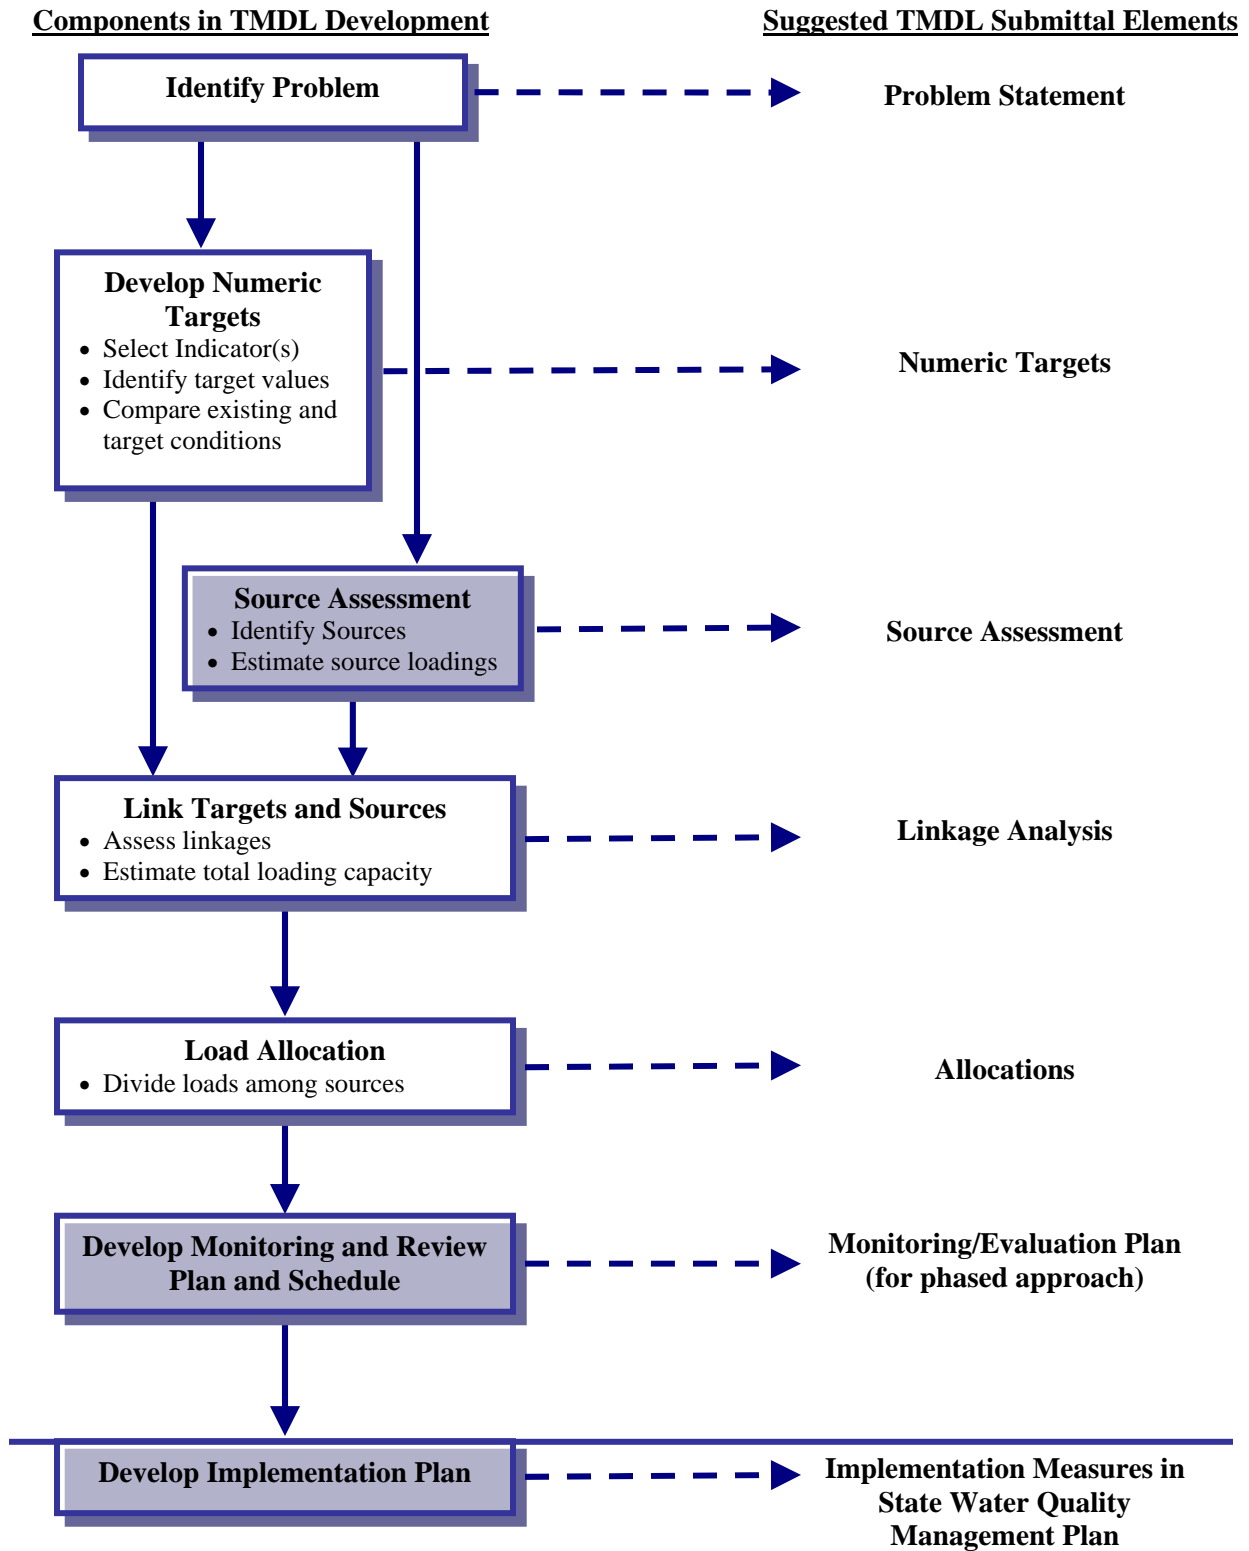 Components in TMDL Development
Suggested TMDL Submittal Elements
Identify Problem
Problem Statement
Develop Numeric
Targets
• Select Indicator(s)
• Identify target values
• Compare existing and
target conditions
Numeric Targets
Source Assessment
• Identify Sources
• Estimate source loadings
Source Assessment
Link Targets and Sources
• Assess linkages
• Estimate total loading capacity
Linkage Analysis
Load Allocation
• Divide loads among sources
Allocations
Develop Monitoring and Review
Plan and Schedule
Monitoring/Evaluation Plan
(for phased approach)
Develop Implementation Plan
Implementation Measures in
State Water Quality
Management Plan